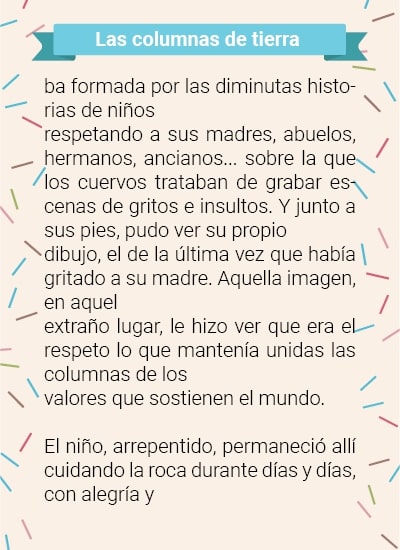 Las columnas de tierra
ba formada por las diminutas histo-
rias de niños
respetando a sus madres, abuelos,
hermanos, ancianos... sobre la que
los cuervos trataban de grabar es-
cenas de gritos e insultos. Y junto a
sus pies, pudo ver su propio
dibujo, el de la última vez que había
gritado a su madre. Aquella imagen,
en aquel
extraño lugar, le hizo ver que era el
respeto lo que mantenía unidas las
columnas de los
valores que sostienen el mundo.
El niño, arrepentido, permaneció allí
cuidando la roca durante días y días,
con alegría y